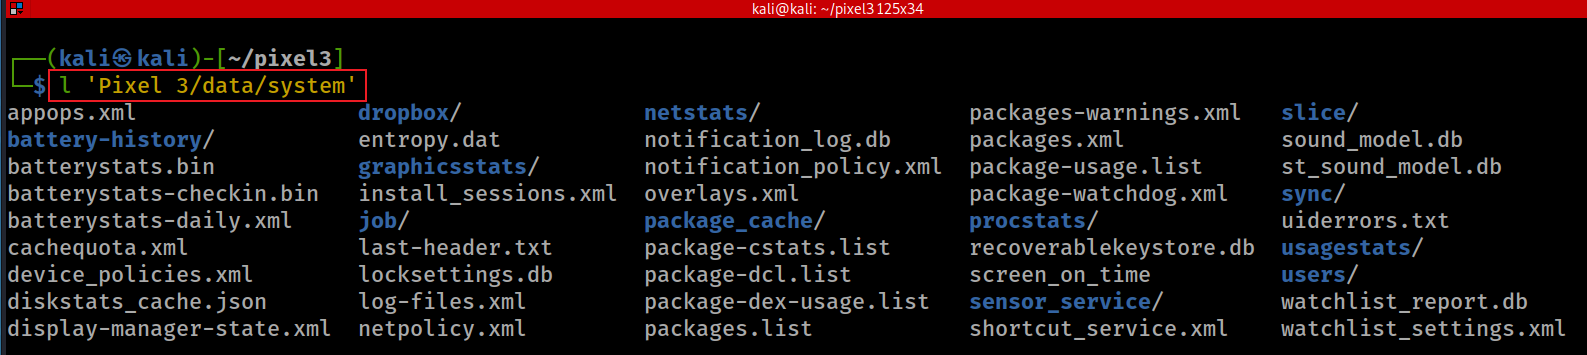 kali@kali: ~/pixel3 125x34
┌──(kali㉿kali)-[~/pixel3]
└─$ l 'Pixel 3/data/system'
appops.xml dropbox/ netstats/ packages-warnings.xml slice/
battery-history/ entropy.dat notification_log.db packages.xml sound_model.db
batterystats.bin graphicsstats/ notification_policy.xml package-usage.list st_sound_model.db
batterystats-checkin.bin install_sessions.xml overlays.xml package-watchdog.xml sync/
batterystats-daily.xml job/ package_cache/ procstats/ uiderrors.txt
cachequota.xml last-header.txt package-cstats.list recoverablekeystore.db usagestats/
device_policies.xml locksettings.db package-dcl.list screen_on_time users/
diskstats_cache.json log-files.xml package-dex-usage.list sensor_service/ watchlist_report.db
display-manager-state.xml netpolicy.xml packages.list shortcut_service.xml watchlist_settings.xml